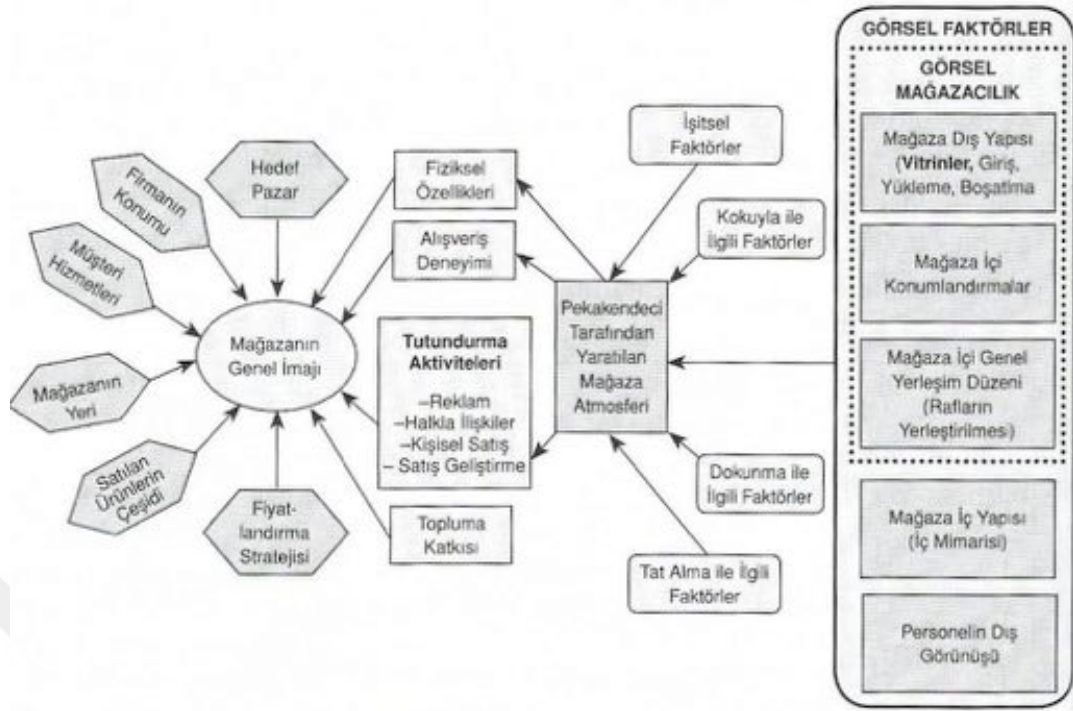 Firmanın
Konumu
Müşteri
Hizmetleri
Mağazanın
Yeri
Satılan
Ürünlerin
Çeşidi
Hedef
Pazar
Mağazanın
Genel İmajı
Fiyat-
landırma
Stratejisi
Fiziksel
Özellikleri
Alışveriş
Deneyimi
Tutundurma
Aktiviteleri
–Reklam
–Halkla İlişkiler
–Kişisel Satış
– Satış Geliştirme
Topluma
Katkısı
İşitsel
Faktörler
Kokuyla ile
İlgili Faktörler
Pekakendeci
Tarafından
Yaratılan
Mağaza
Atmosferi
Dokunma ile
İlgili Faktörler
Tat Alma ile İlgili
Faktörler
GÖRSEL FAKTÖRLER
GÖRSEL
MAĞAZACILIK
Mağaza Dış Yapısı
(Vitrinler, Giriş,
Yükleme, Boşatlma
Mağaza İçi
Konumlandırmalar
Mağaza İçi Genel
Yerleşim Düzeni
(Rafların
Yerleştirilmesi)
Mağaza İç Yapısı
(İç Mimarisi)
Personelin Dış
Görünüşü